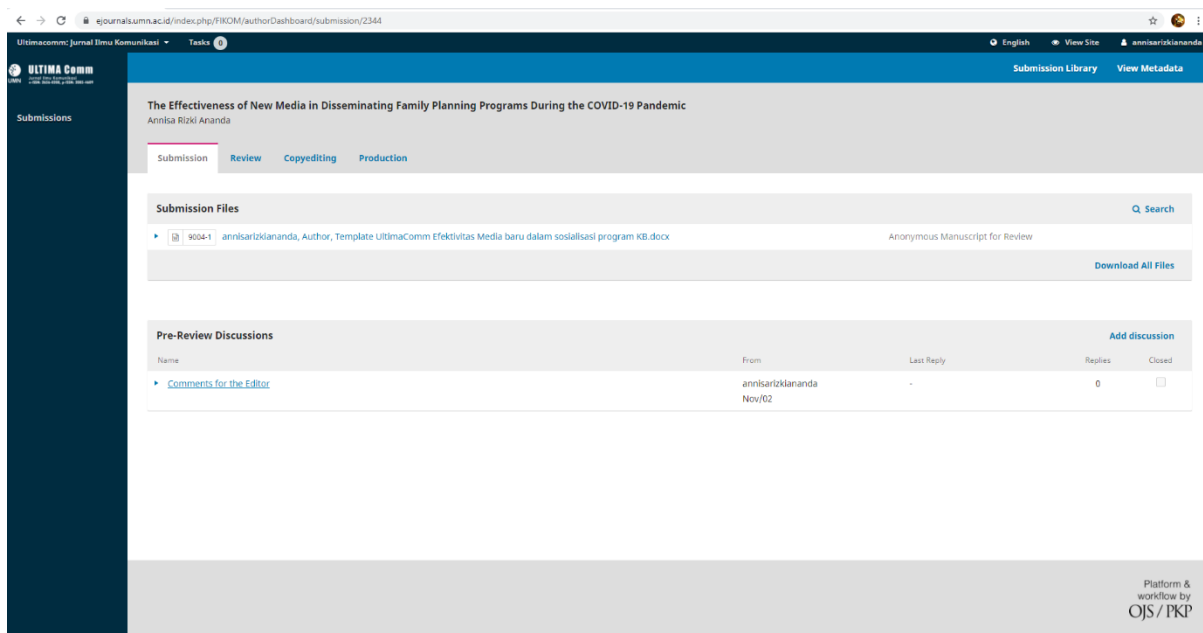 ejournals.umn.ac.id/index.php/FIKOM/authorDashboard/submission/2344
Ultimacomm: Jurnal Ilmu Komunikasi Tasks 0 English View Site annisarizkiananda
UMN ULTIMA Comm
Submission Library View Metadata
Submissions
The Effectiveness of New Media in Disseminating Family Planning Programs During the COVID-19 Pandemic
Annisa Rizki Ananda
Submission Review Copyediting Production
Submission Files Search
9004-1 annisarizkiananda, Author, Template UltimaComm Efektivitas Media baru dalam sosialisasi program KB.docx Anonymous Manuscript for Review
Download All Files
Pre-Review Discussions Add discussion
Name From Last Reply Replies Closed
Comments for the Editor annisarizkiananda - 0
Nov/02
Platform &
workflow by
OJS / PKP